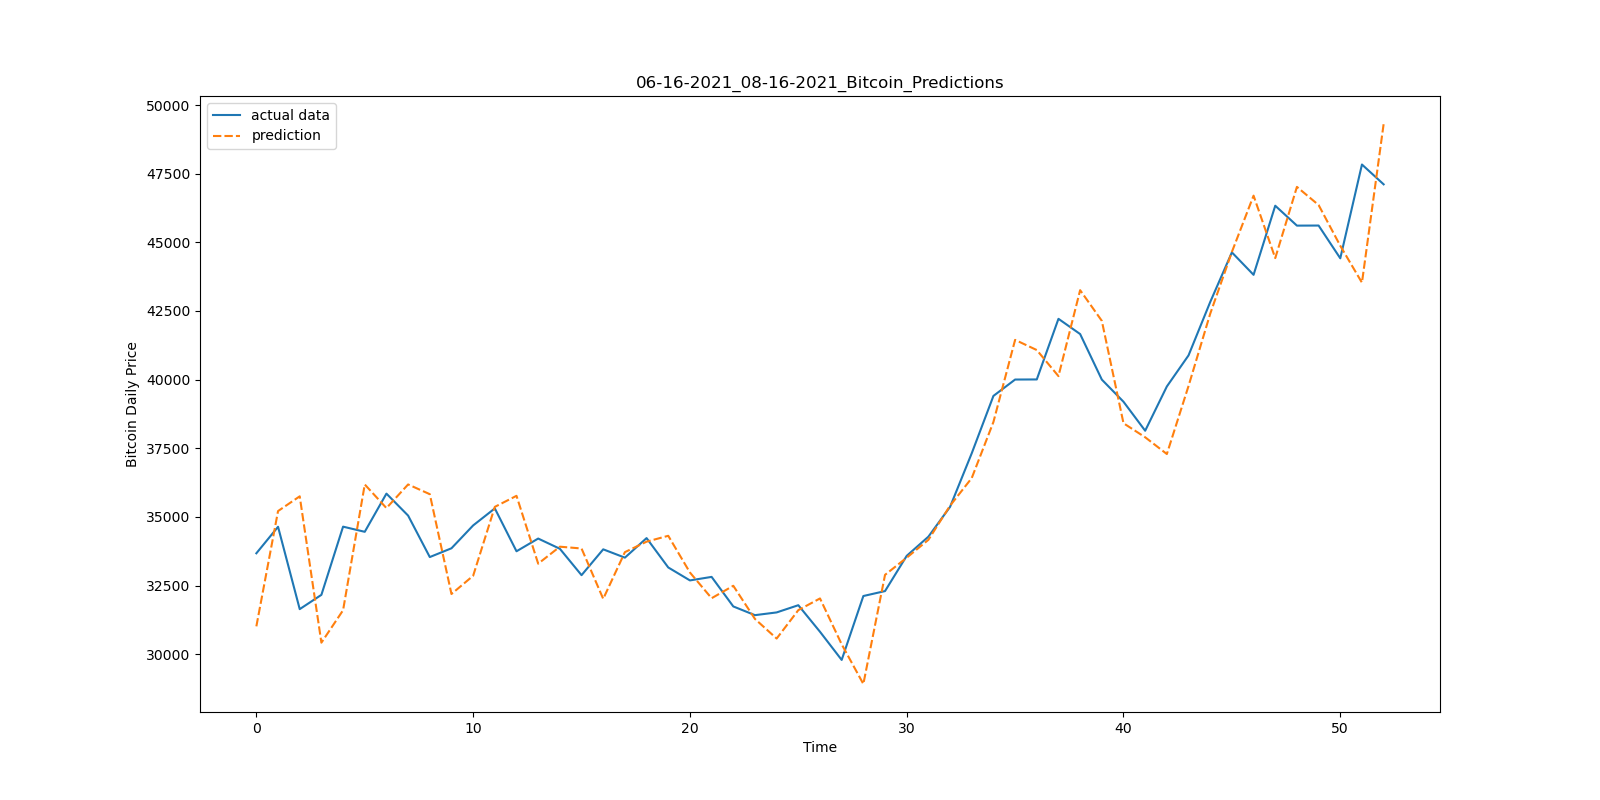 06-16-2021_08-16-2021_Bitcoin_Predictions
actual data
prediction
50000
47500
45000
42500
40000
37500
35000
32500
30000
Bitcoin Daily Price
0 10 20 30 40 50
Time